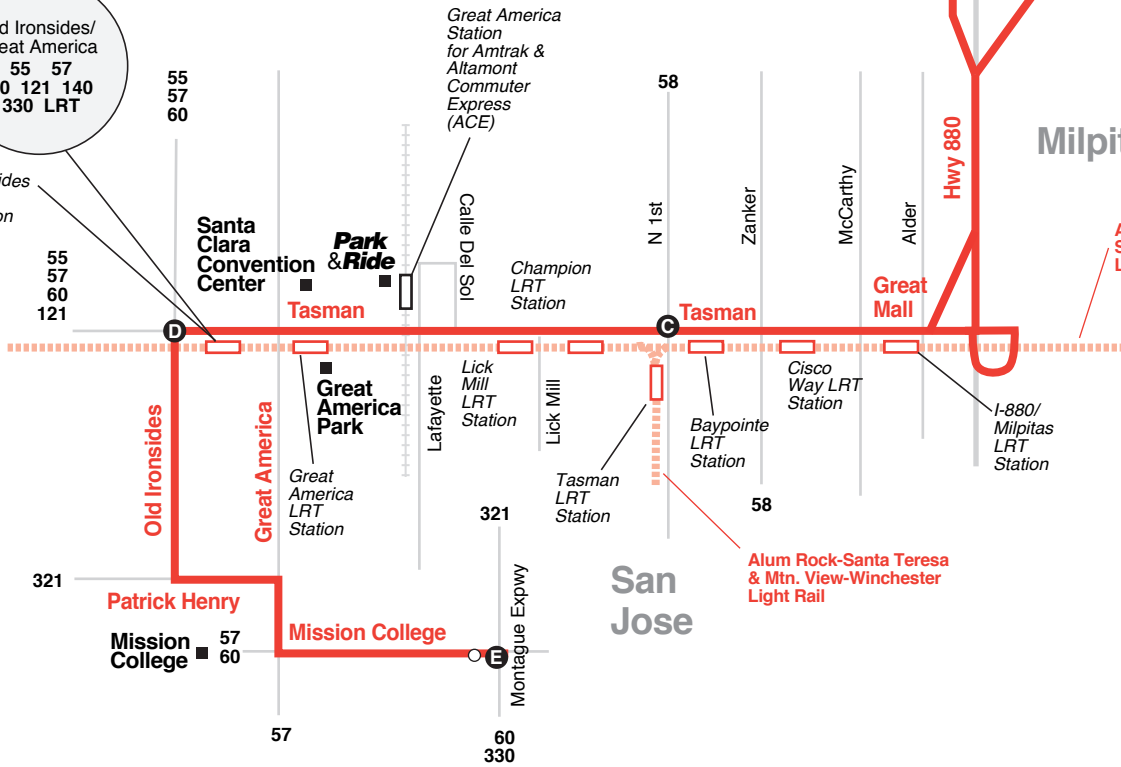 Ironsides/
America
55 57
121 140
330 LRT
55
57
60
Great America
Station
for Amtrak &
Altamont
Commuter
Express
(ACE)
58
Hwy 880
55
57
60
121
Santa
Clara
Convention
Center
Park
&Ride
Calle Del Sol
Champion
LRT
Station
N 1st
Zanker
McCarthy
Alder
Great
Mall
Tasman
Tasman
D
C
Great
America
Park
Lafayette
Lick
Mill
LRT
Station
Lick Mill
Baypointe
LRT
Station
Cisco
Way LRT
Station
I-880/
Milpitas
LRT
Station
Old Ironsides
Great America
Great
America
LRT
Station
Tasman
LRT
Station
58
321
321
Patrick Henry
San
Jose
Alum Rock-Santa Teresa
& Mtn. View-Winchester
Light Rail
Mission
College
57
60
Mission College
E
Montague Expwy
57
60
330